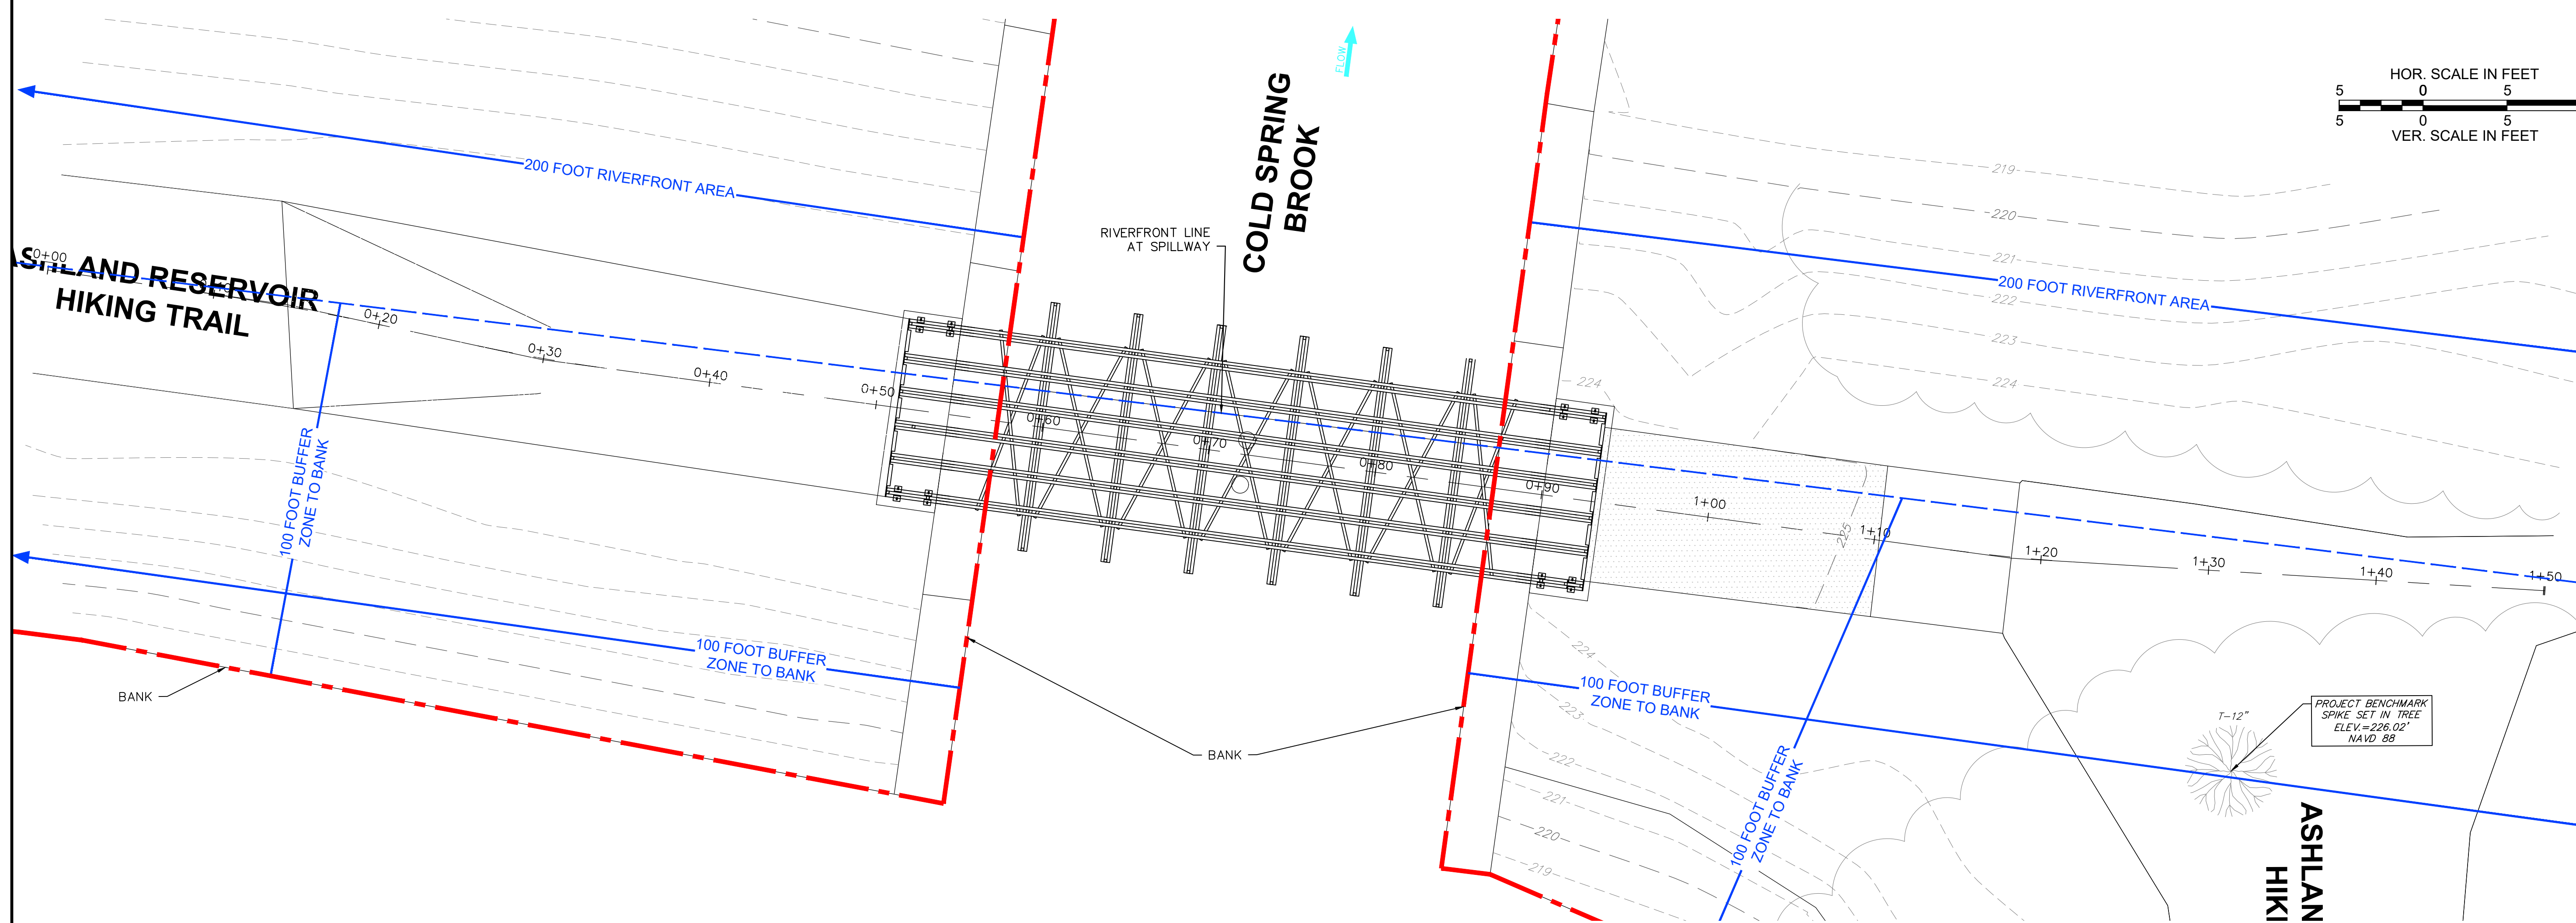 HOR. SCALE IN FEET
5 0 5
5 0 5
VER. SCALE IN FEET
FLOW
COLD SPRING
BROOK
200 FOOT RIVERFRONT AREA
RIVERFRONT LINE
AT SPILLWAY
200 FOOT RIVERFRONT AREA
219
220
221
222
223
224
224
ASHLAND RESERVOIR
HIKING TRAIL
0+00
0+10
0+20
0+30
0+40
0+50
0+60
0+70
0+80
0+90
1+00
1+10
1+20
1+30
1+40
1+50
225
100 FOOT BUFFER
ZONE TO BANK
100 FOOT BUFFER
ZONE TO BANK
BANK
BANK
100 FOOT BUFFER
ZONE TO BANK
100 FOOT BUFFER
ZONE TO BANK
224
223
222
221
220
219
T-12"
PROJECT BENCHMARK
SPIKE SET IN TREE
ELEV.=226.02'
NAVD 88
ASHLAN
HIKI